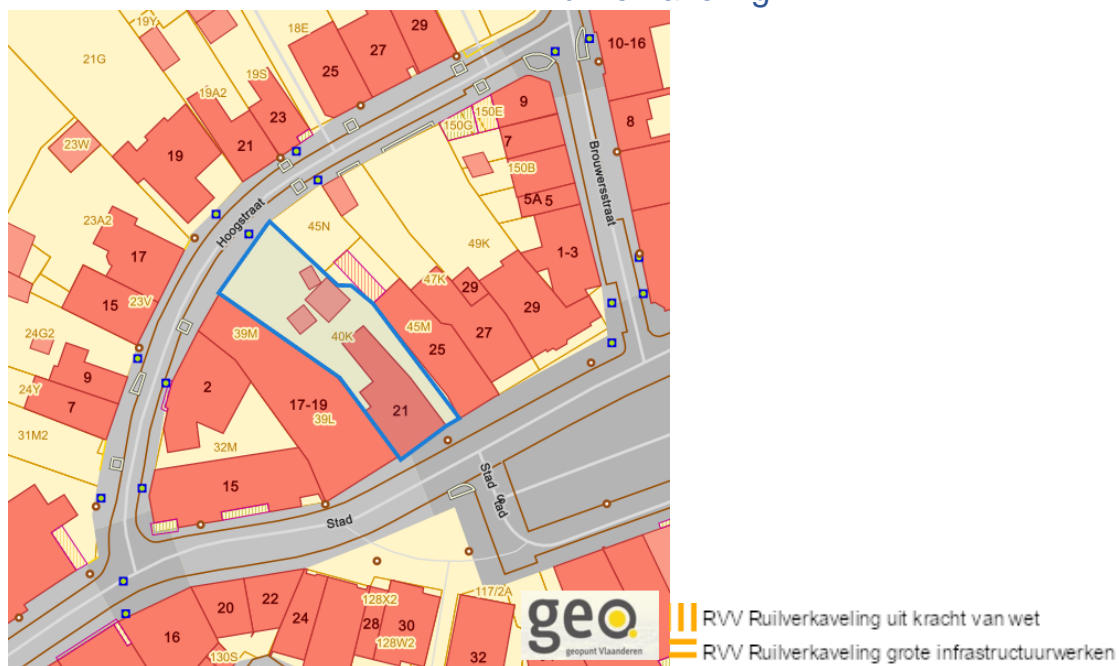 19Y
18E
29
27
10-16
21G
25
19S
19A2
23
9
150E
150G
8
23W
21
7
19
150B
Brouwersstraat
5A 5
Hoogstraat
45N
23A2
49K
17
1-3
47K
29
15
23V
29
24G2
39M
40K
45M
27
25
9
2
24Y
7
17-19
21
39L
31M2
32M
15
Stad
Stad
Stad
117/2A
22
128X2
20
24
28
30
16
128W2
130S
32
geo
geopunt Vlaanderen
RVV Ruilverkaveling uit kracht van wet
RVV Ruilverkaveling grote infrastructuurwerken